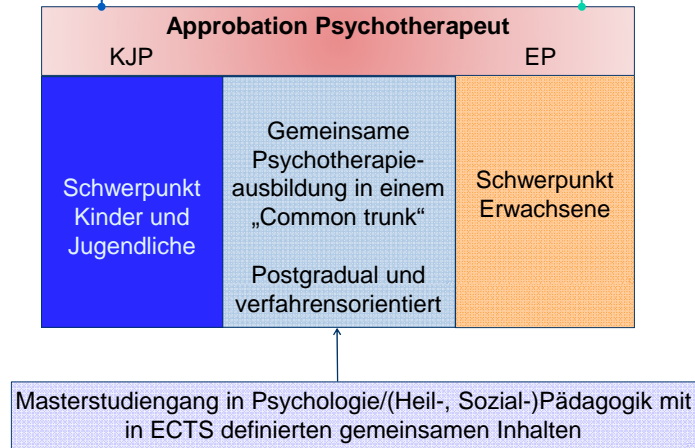 Approbation Psychotherapeut
KJP
EP
Schwerpunkt
Kinder und
Jugendliche
Gemeinsame
Psychotherapie-
ausbildung in einem
„Common trunk“
Postgradual und
verfahrensorientiert
Schwerpunkt
Erwachsene
Masterstudiengang in Psychologie/(Heil-, Sozial-)Pädagogik mit
in ECTS definierten gemeinsamen Inhalten